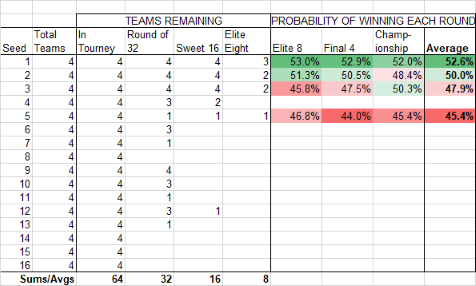 TEAMS REMAINING PROBABILITY OF WINNING EACH ROUND
Total In Round of Elite Champ-
Seed Teams Tourney 32 Sweet 16 Eight Elite 8 Final 4 ionship Average
1 4 4 4 4 3 53.0% 52.9% 52.0% 52.6%
2 4 4 4 4 2 51.3% 50.5% 48.4% 50.0%
3 4 4 4 4 2 45.8% 47.5% 50.3% 47.9%
4 4 4 3 2
5 4 4 1 1 1 46.8% 44.0% 45.4% 45.4%
6 4 4 3
7 4 4 1
8 4 4
9 4 4 4
10 4 4 3
11 4 4 1
12 4 4 3 1
13 4 4 1
14 4 4
15 4 4
16 4 4
Sums/Avgs 64 32 16 8